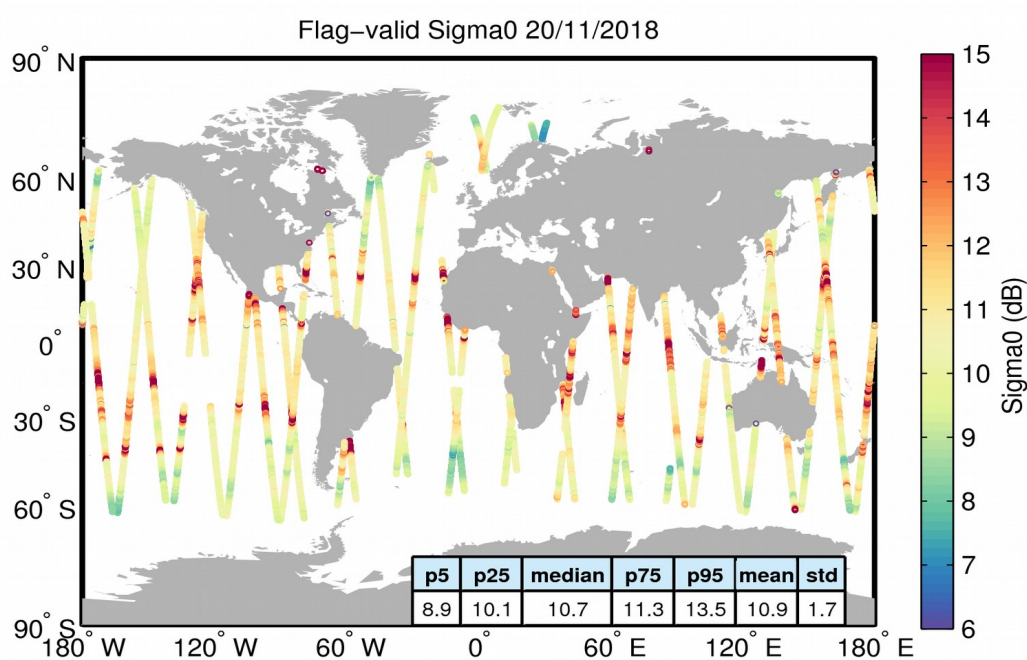 Flag−valid Sigma0 20/11/2018
90° N
60° N
30° N
0°
30° S
60° S
90° S
180° W
120° W
60° W
0°
60° E
120° E
180° E
15
14
13
12
11
10
9
8
7
6
Sigma0 (dB)
p5 p25 median p75 p95 mean std
8.9 10.1 10.7 11.3 13.5 10.9 1.7